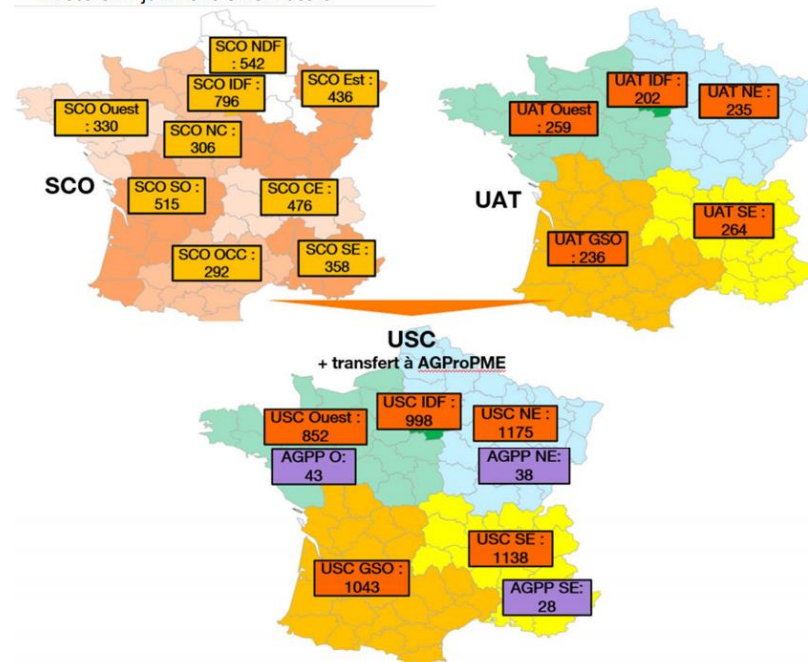 SCO NDF
: 542
SCO IDF :
796
SCO Est :
436
SCO Ouest
: 330
SCO NC :
306
SCO
SCO SO :
515
SCO CE :
476
SCO OCC :
292
SCO SE :
358
UAT IDF :
202
UAT NE :
235
UAT Ouest
: 259
UAT
UAT SE :
264
UAT GSO
: 236
USC
+ transfert à AGProPME
USC IDF :
998
USC Ouest :
852
USC NE :
1175
AGPP O:
43
AGPP NE:
38
USC SE :
1138
USC GSO :
1043
AGPP SE:
28